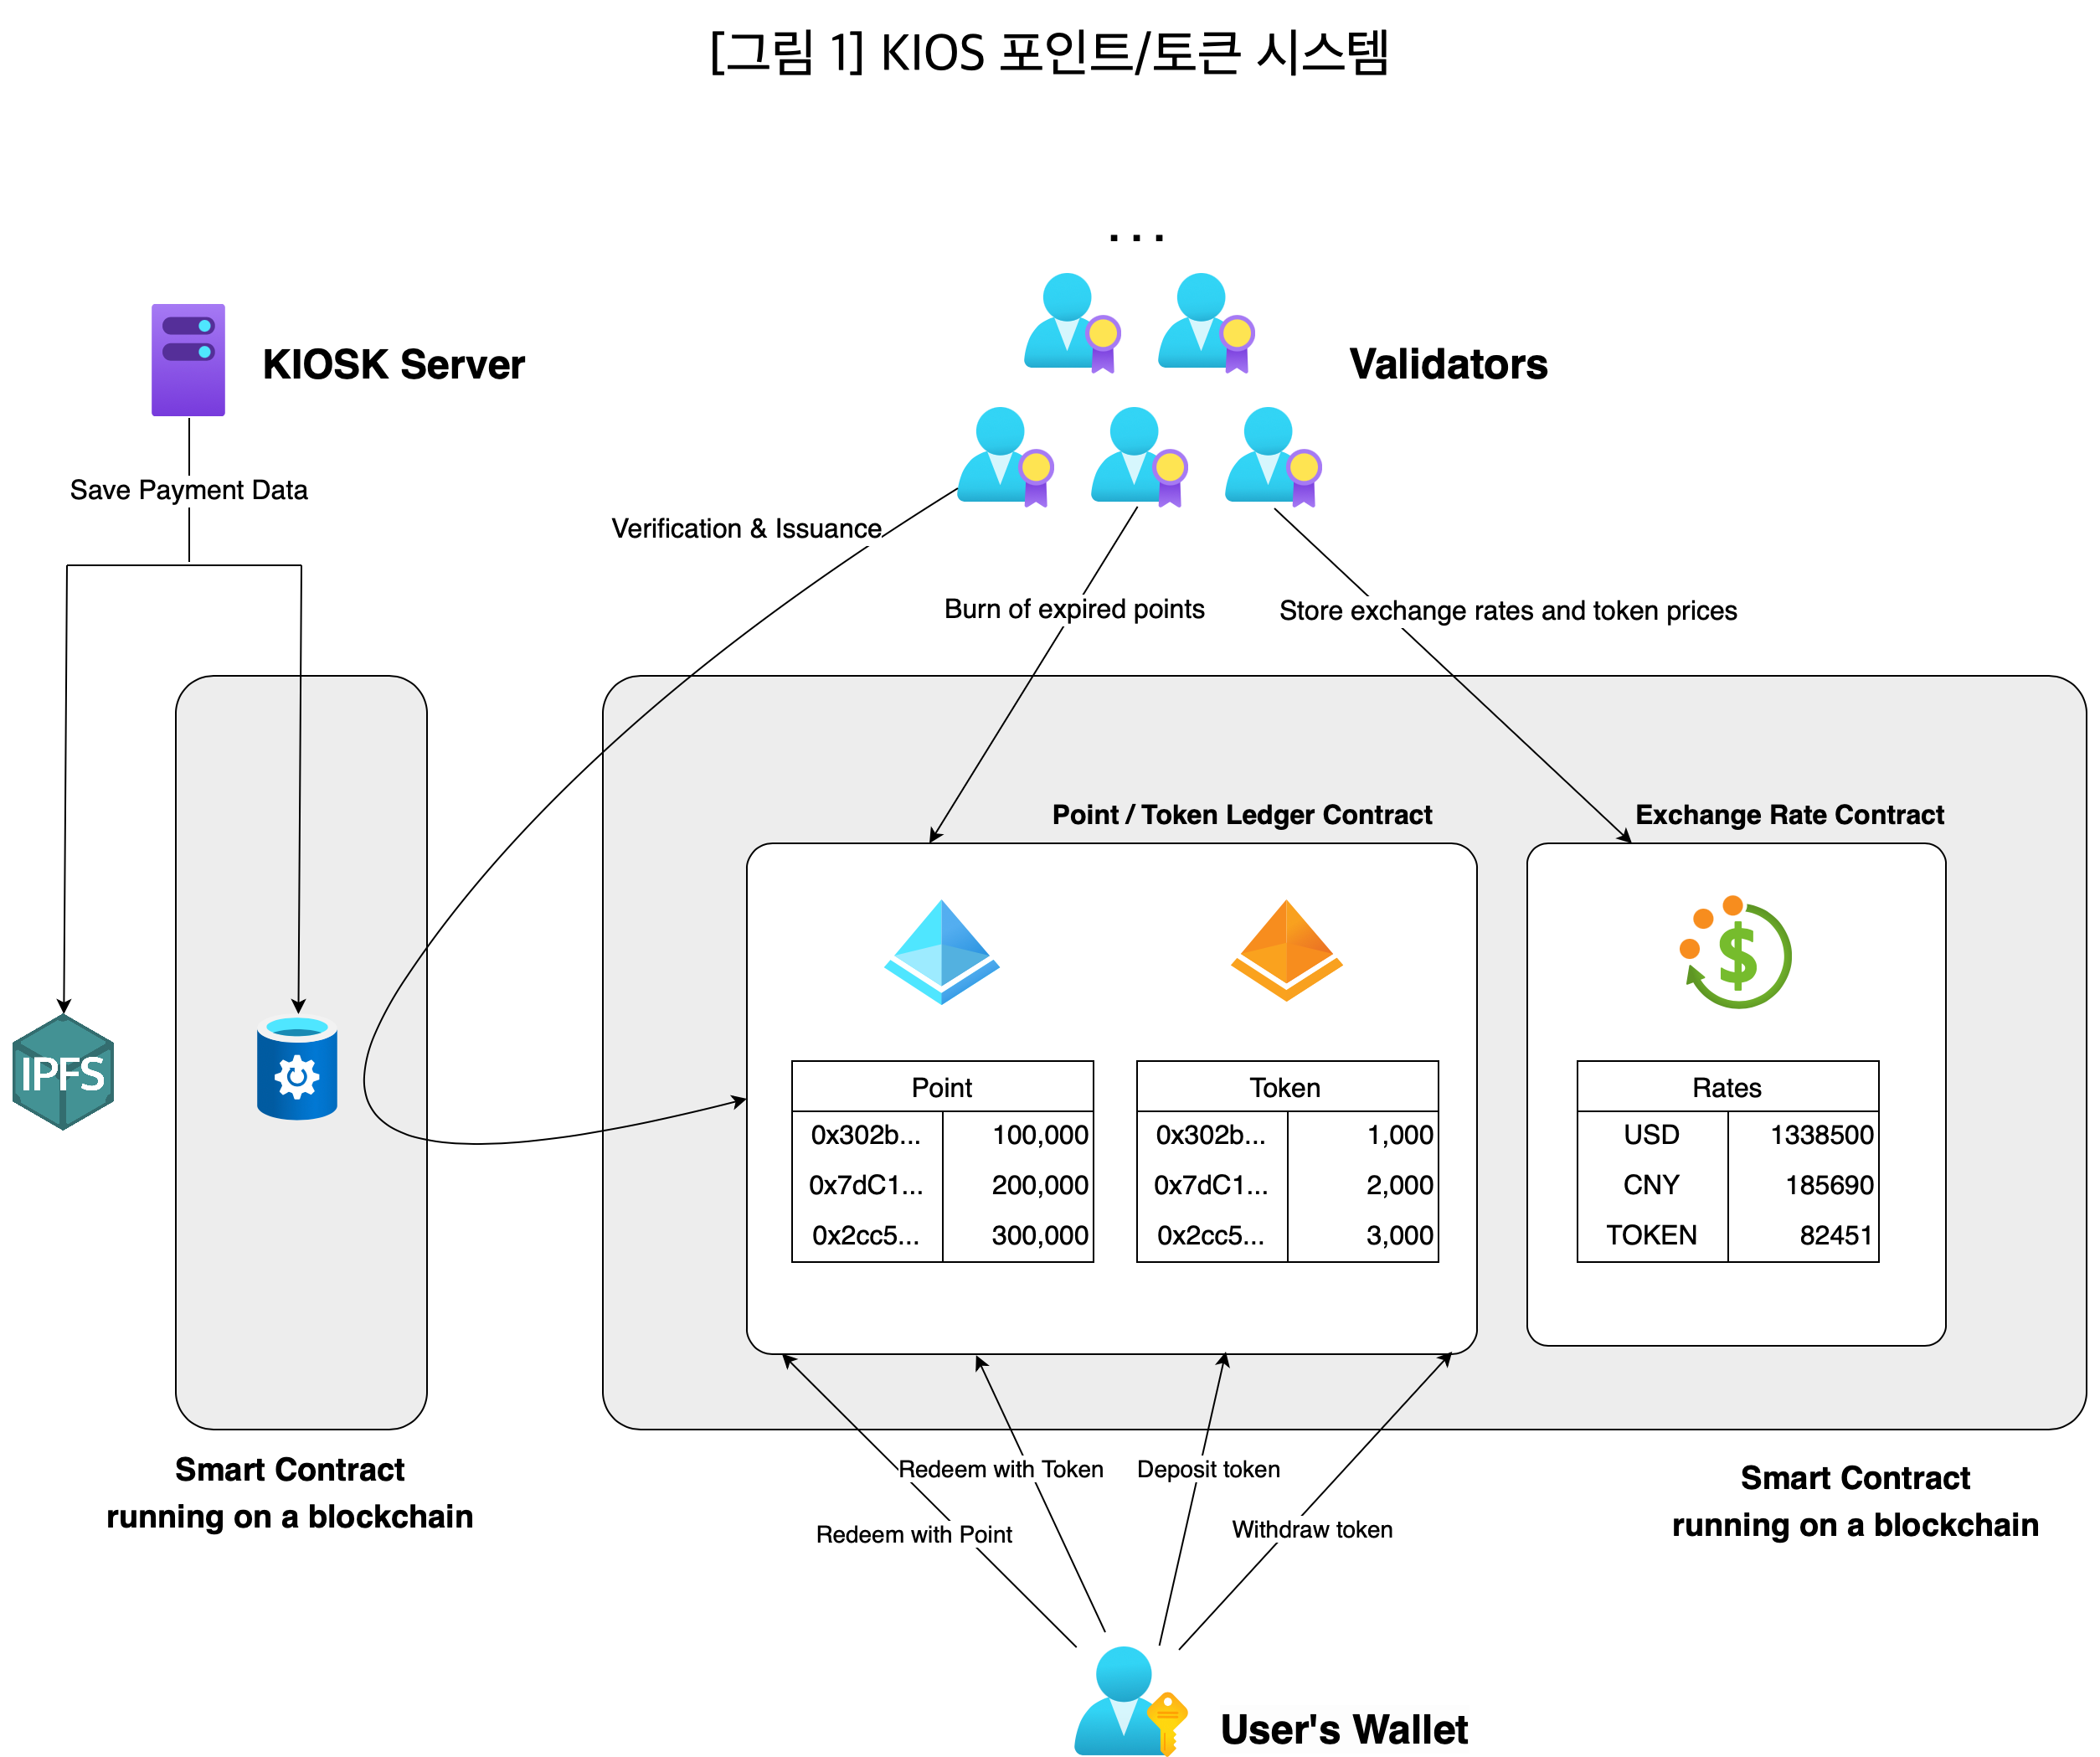 [그림 1] KIOS 포인트/토큰 시스템
. . .
KIOSK Server
Validators
Save Payment Data
Verification & Issuance
Burn of expired points
Store exchange rates and token prices
Point / Token Ledger Contract
Exchange Rate Contract
IPFS
Point
0x302b... 100,000
0x7dC1... 200,000
0x2cc5... 300,000
Token
0x302b... 1,000
0x7dC1... 2,000
0x2cc5... 3,000
Rates
USD 1338500
CNY 185690
TOKEN 82451
Smart Contract
running on a blockchain
Redeem with Token
Deposit token
Redeem with Point
Withdraw token
Smart Contract
running on a blockchain
User's Wallet